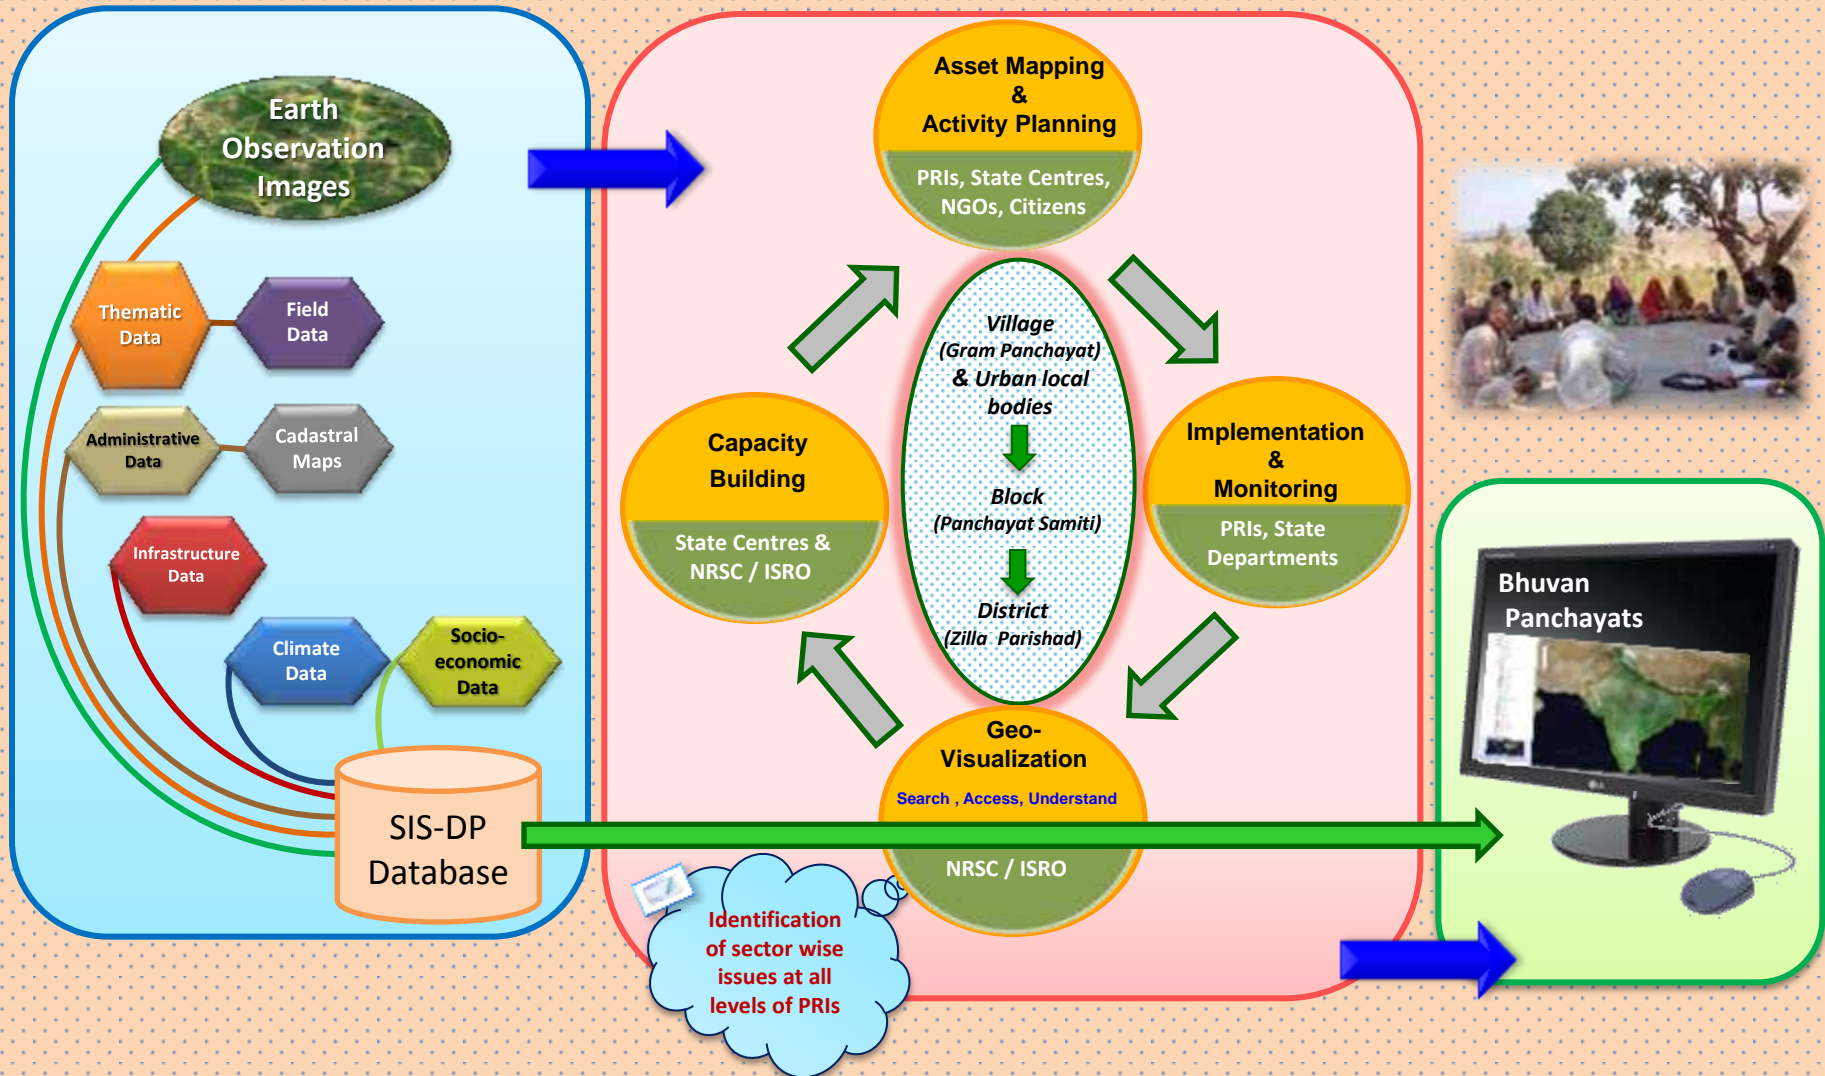 Earth
Observation
Images
Thematic
Data
Field
Data
Administrative
Data
Cadastral
Maps
Infrastructure
Data
Climate
Data
Socio-
economic
Data
SIS-DP
Database
Asset Mapping
&
Activity Planning
PRIs, State Centres,
NGOs, Citizens
Village
(Gram Panchayat)
& Urban local
bodies
Block
(Panchayat Samiti)
District
(Zilla Parishad)
Capacity
Building
State Centres &
NRSC / ISRO
Implementation
&
Monitoring
PRIs, State
Departments
Geo-
Visualization
Search , Access, Understand
NRSC / ISRO
Identification
of sector wise
issues at all
levels of PRIs
Bhuvan
Panchayats
LG